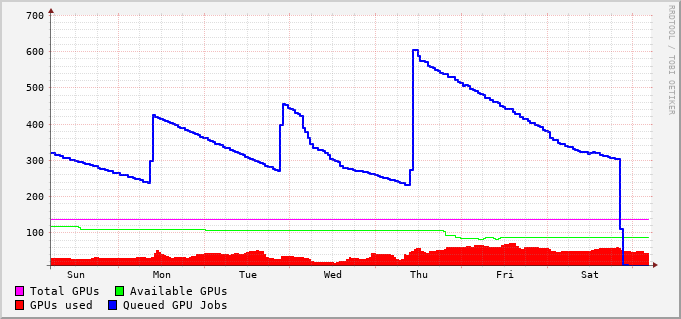 700
600
500
400
300
200
100
Sun Mon Tue Wed Thu Fri Sat
Total GPUs Available GPUs
GPUs used Queued GPU Jobs
RRDTOOL / TOBI OETIKER